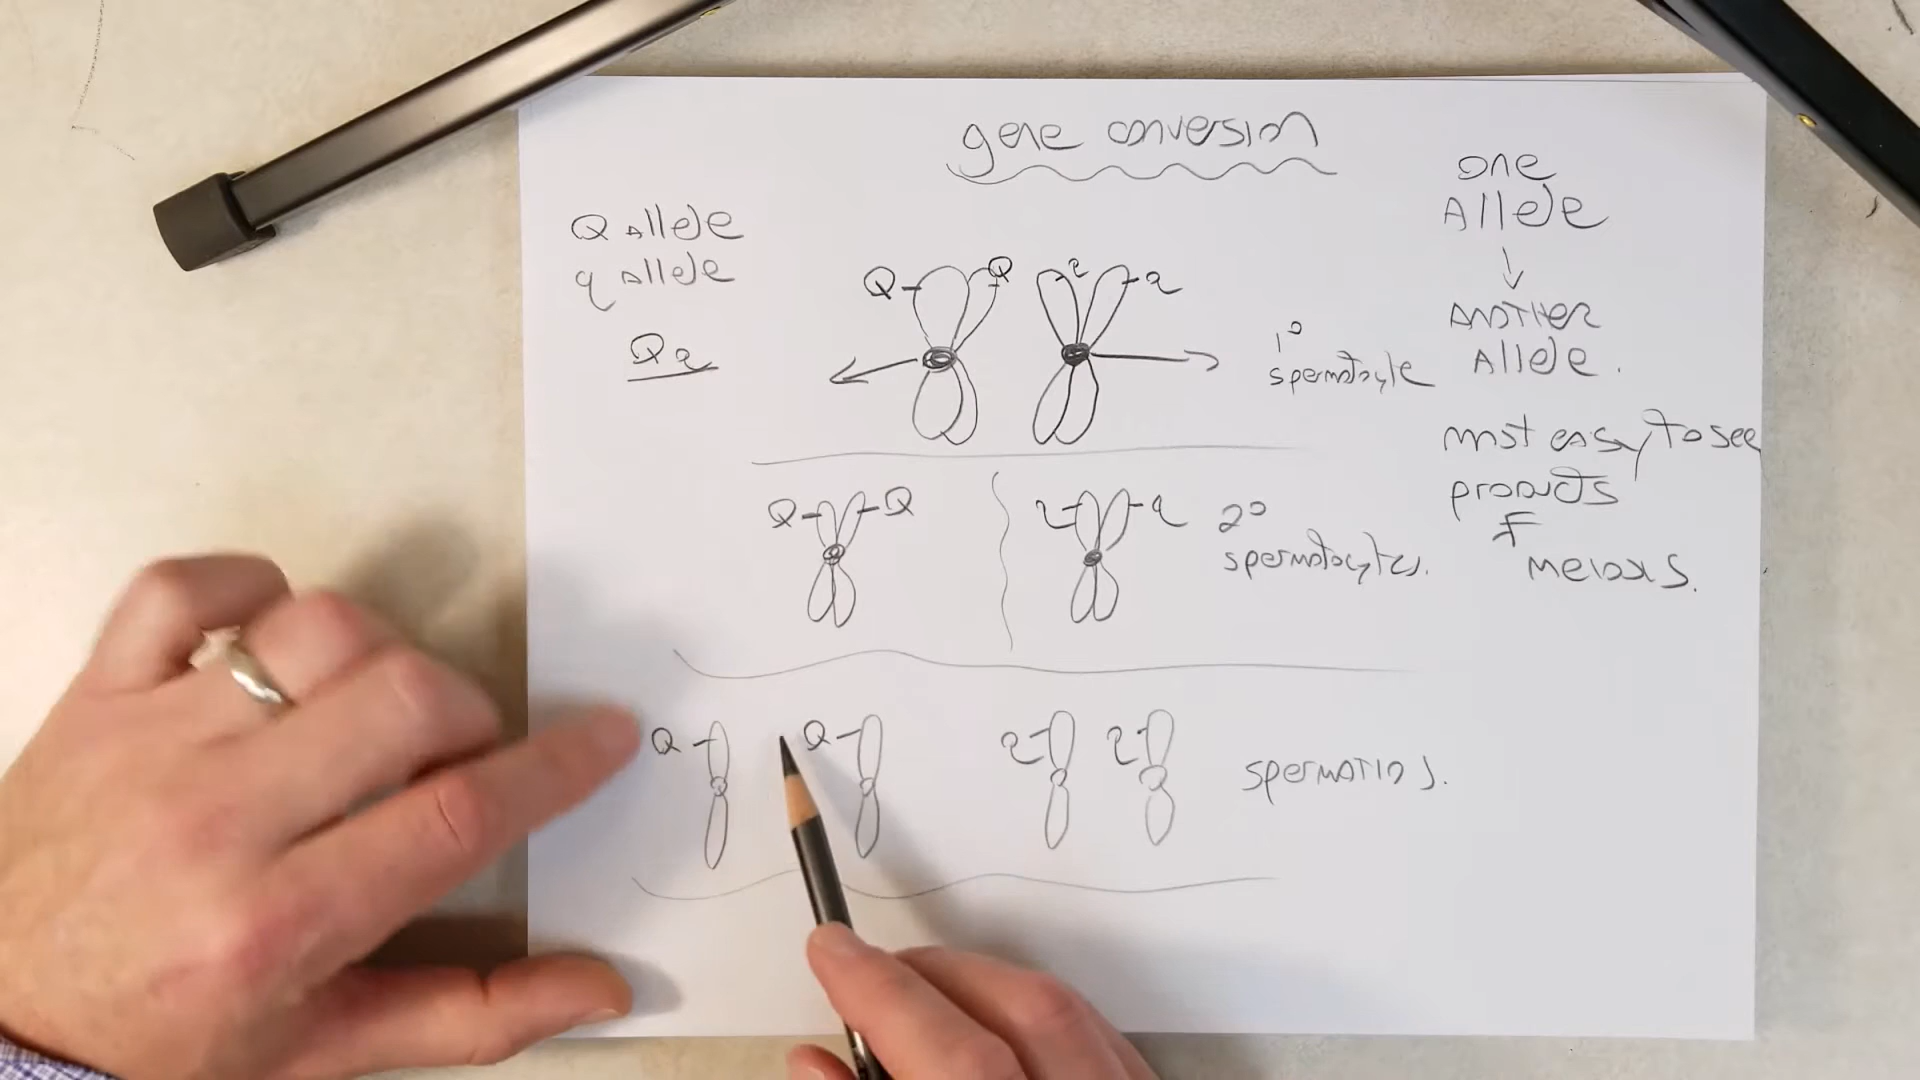 gene conversion
Q Allele
q allele
Qq
Q Q q q
1° spermatocyte
Q Q q q
2° spermatocytes.
Q Q q q
spermatids.
one
Allele
↓
ANOTHER
Allele.
most easy to see
products
of
meiosis.